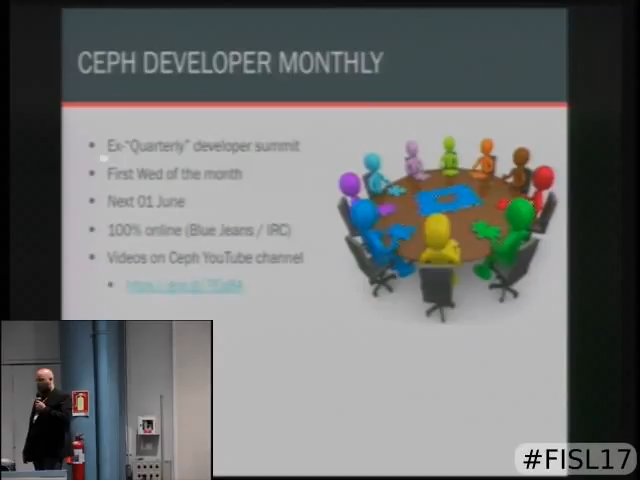 CEPH DEVELOPER MONTHLY
Ex-"Quarterly" developer summit
First Wed of the month
Next 01 June
100% online (Blue Jeans / IRC)
Videos on Ceph YouTube channel
#FISL17